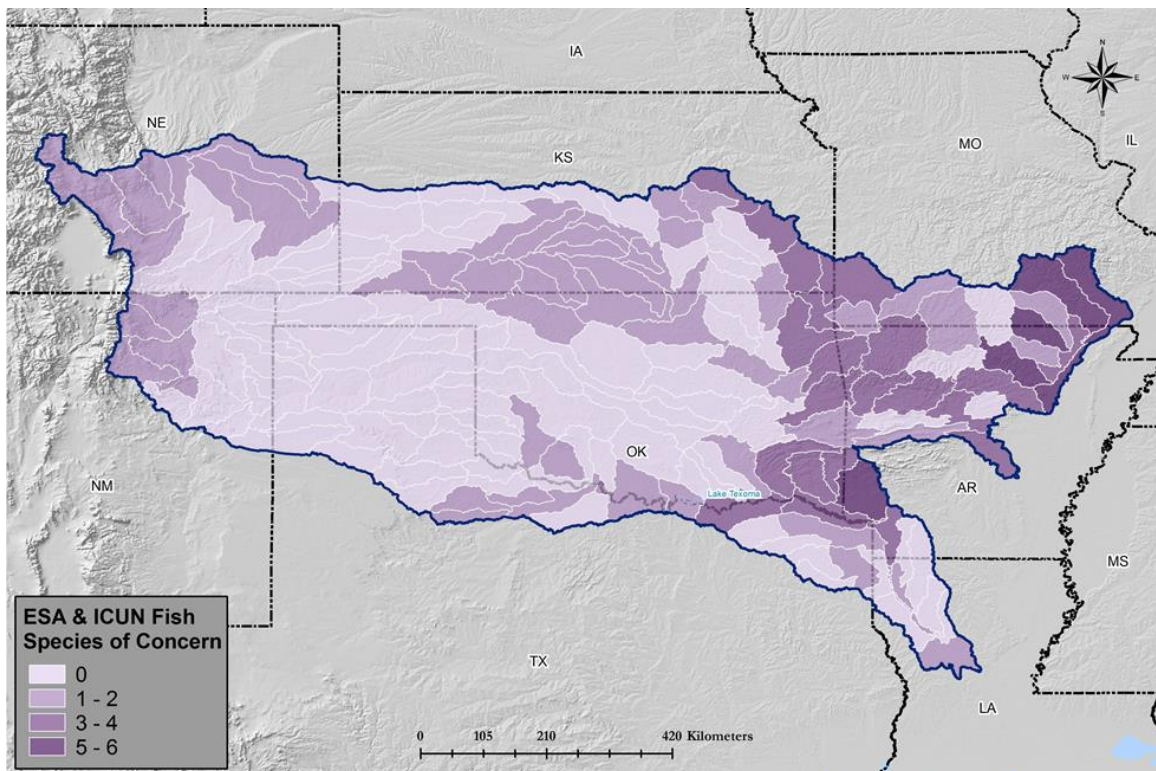 N
W
E
S
IA
NE
MO
IL
KS
OK
Lake Texoma
NM
AR
MS
ESA & ICUN Fish
Species of Concern
0
1 - 2
3 - 4
5 - 6
TX
LA
0 105 210 420 Kilometers